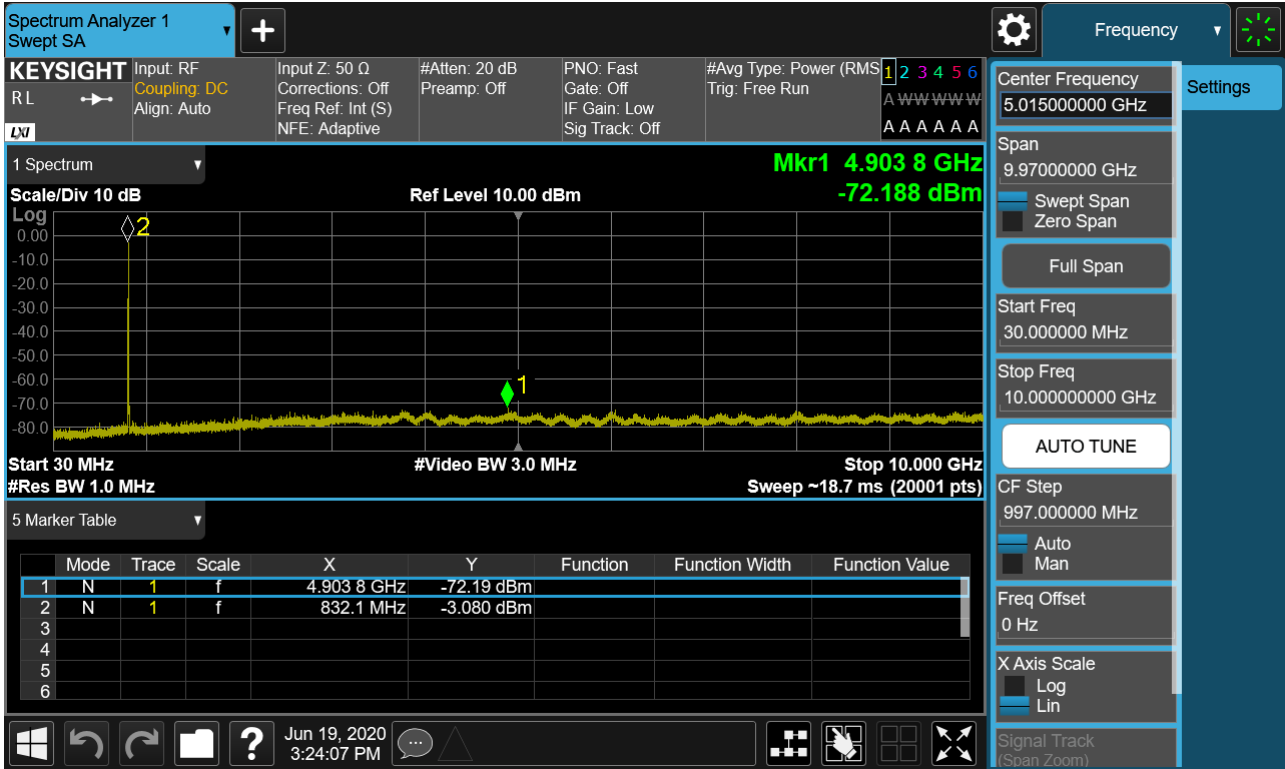 Spectrum Analyzer 1
Swept SA
+
Frequency
KEYSIGHT
R L
LXI
Input: RF
Coupling: DC
Align: Auto
Input Z: 50 Ω
Corrections: Off
Freq Ref: Int (S)
NFE: Adaptive
#Atten: 20 dB
Preamp: Off
PNO: Fast
Gate: Off
IF Gain: Low
Sig Track: Off
#Avg Type: Power (RMS
Trig: Free Run
1 2 3 4 5 6
A W W W W W
A A A A A A
1 Spectrum
Mkr1 4.903 8 GHz
Scale/Div 10 dB
Ref Level 10.00 dBm
-72.188 dBm
Log
0.00
-10.0
-20.0
-30.0
-40.0
-50.0
-60.0
-70.0
-80.0
2
1
Start 30 MHz
#Video BW 3.0 MHz
Stop 10.000 GHz
#Res BW 1.0 MHz
Sweep ~18.7 ms (20001 pts)
5 Marker Table
Mode Trace Scale X Y Function Function Width Function Value
1 N 1 f 4.903 8 GHz -72.19 dBm
2 N 1 f 832.1 MHz -3.080 dBm
3
4
5
6
Jun 19, 2020
3:24:07 PM
Center Frequency
5.015000000 GHz
Span
9.97000000 GHz
Swept Span
Zero Span
Full Span
Start Freq
30.000000 MHz
Stop Freq
10.000000000 GHz
AUTO TUNE
CF Step
997.000000 MHz
Auto
Man
Freq Offset
0 Hz
X Axis Scale
Log
Lin
Signal Track
(Span Zoom)
Settings